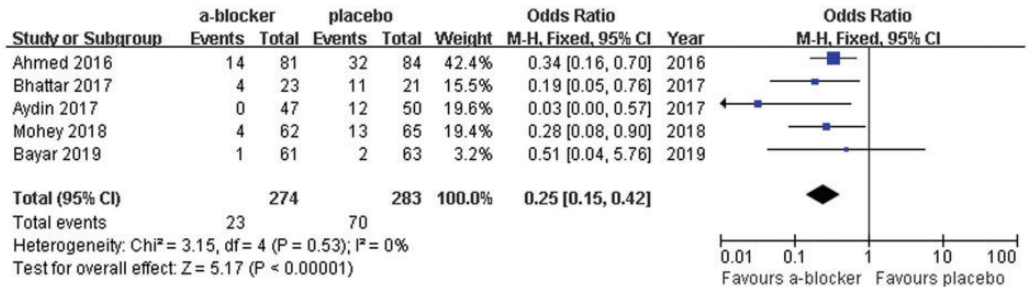 a-blocker placebo Odds Ratio Odds Ratio
Study or Subgroup Events Total Events Total Weight M-H, Fixed, 95% CI Year M-H, Fixed, 95% CI
Ahmed 2016 14 81 32 84 42.4% 0.34 [0.16, 0.70] 2016
Bhattar 2017 4 23 11 21 15.5% 0.19 [0.05, 0.76] 2017
Aydin 2017 0 47 12 50 19.6% 0.03 [0.00, 0.57] 2017
Mohey 2018 4 62 13 65 19.4% 0.28 [0.08, 0.90] 2018
Bayar 2019 1 61 2 63 3.2% 0.51 [0.04, 5.76] 2019
Total (95% CI) 274 283 100.0% 0.25 [0.15, 0.42]
Total events 23 70
Heterogeneity: Chi² = 3.15, df = 4 (P = 0.53); I² = 0%
Test for overall effect: Z = 5.17 (P < 0.00001)
0.01 0.1 1 10 100
Favours a-blocker Favours placebo